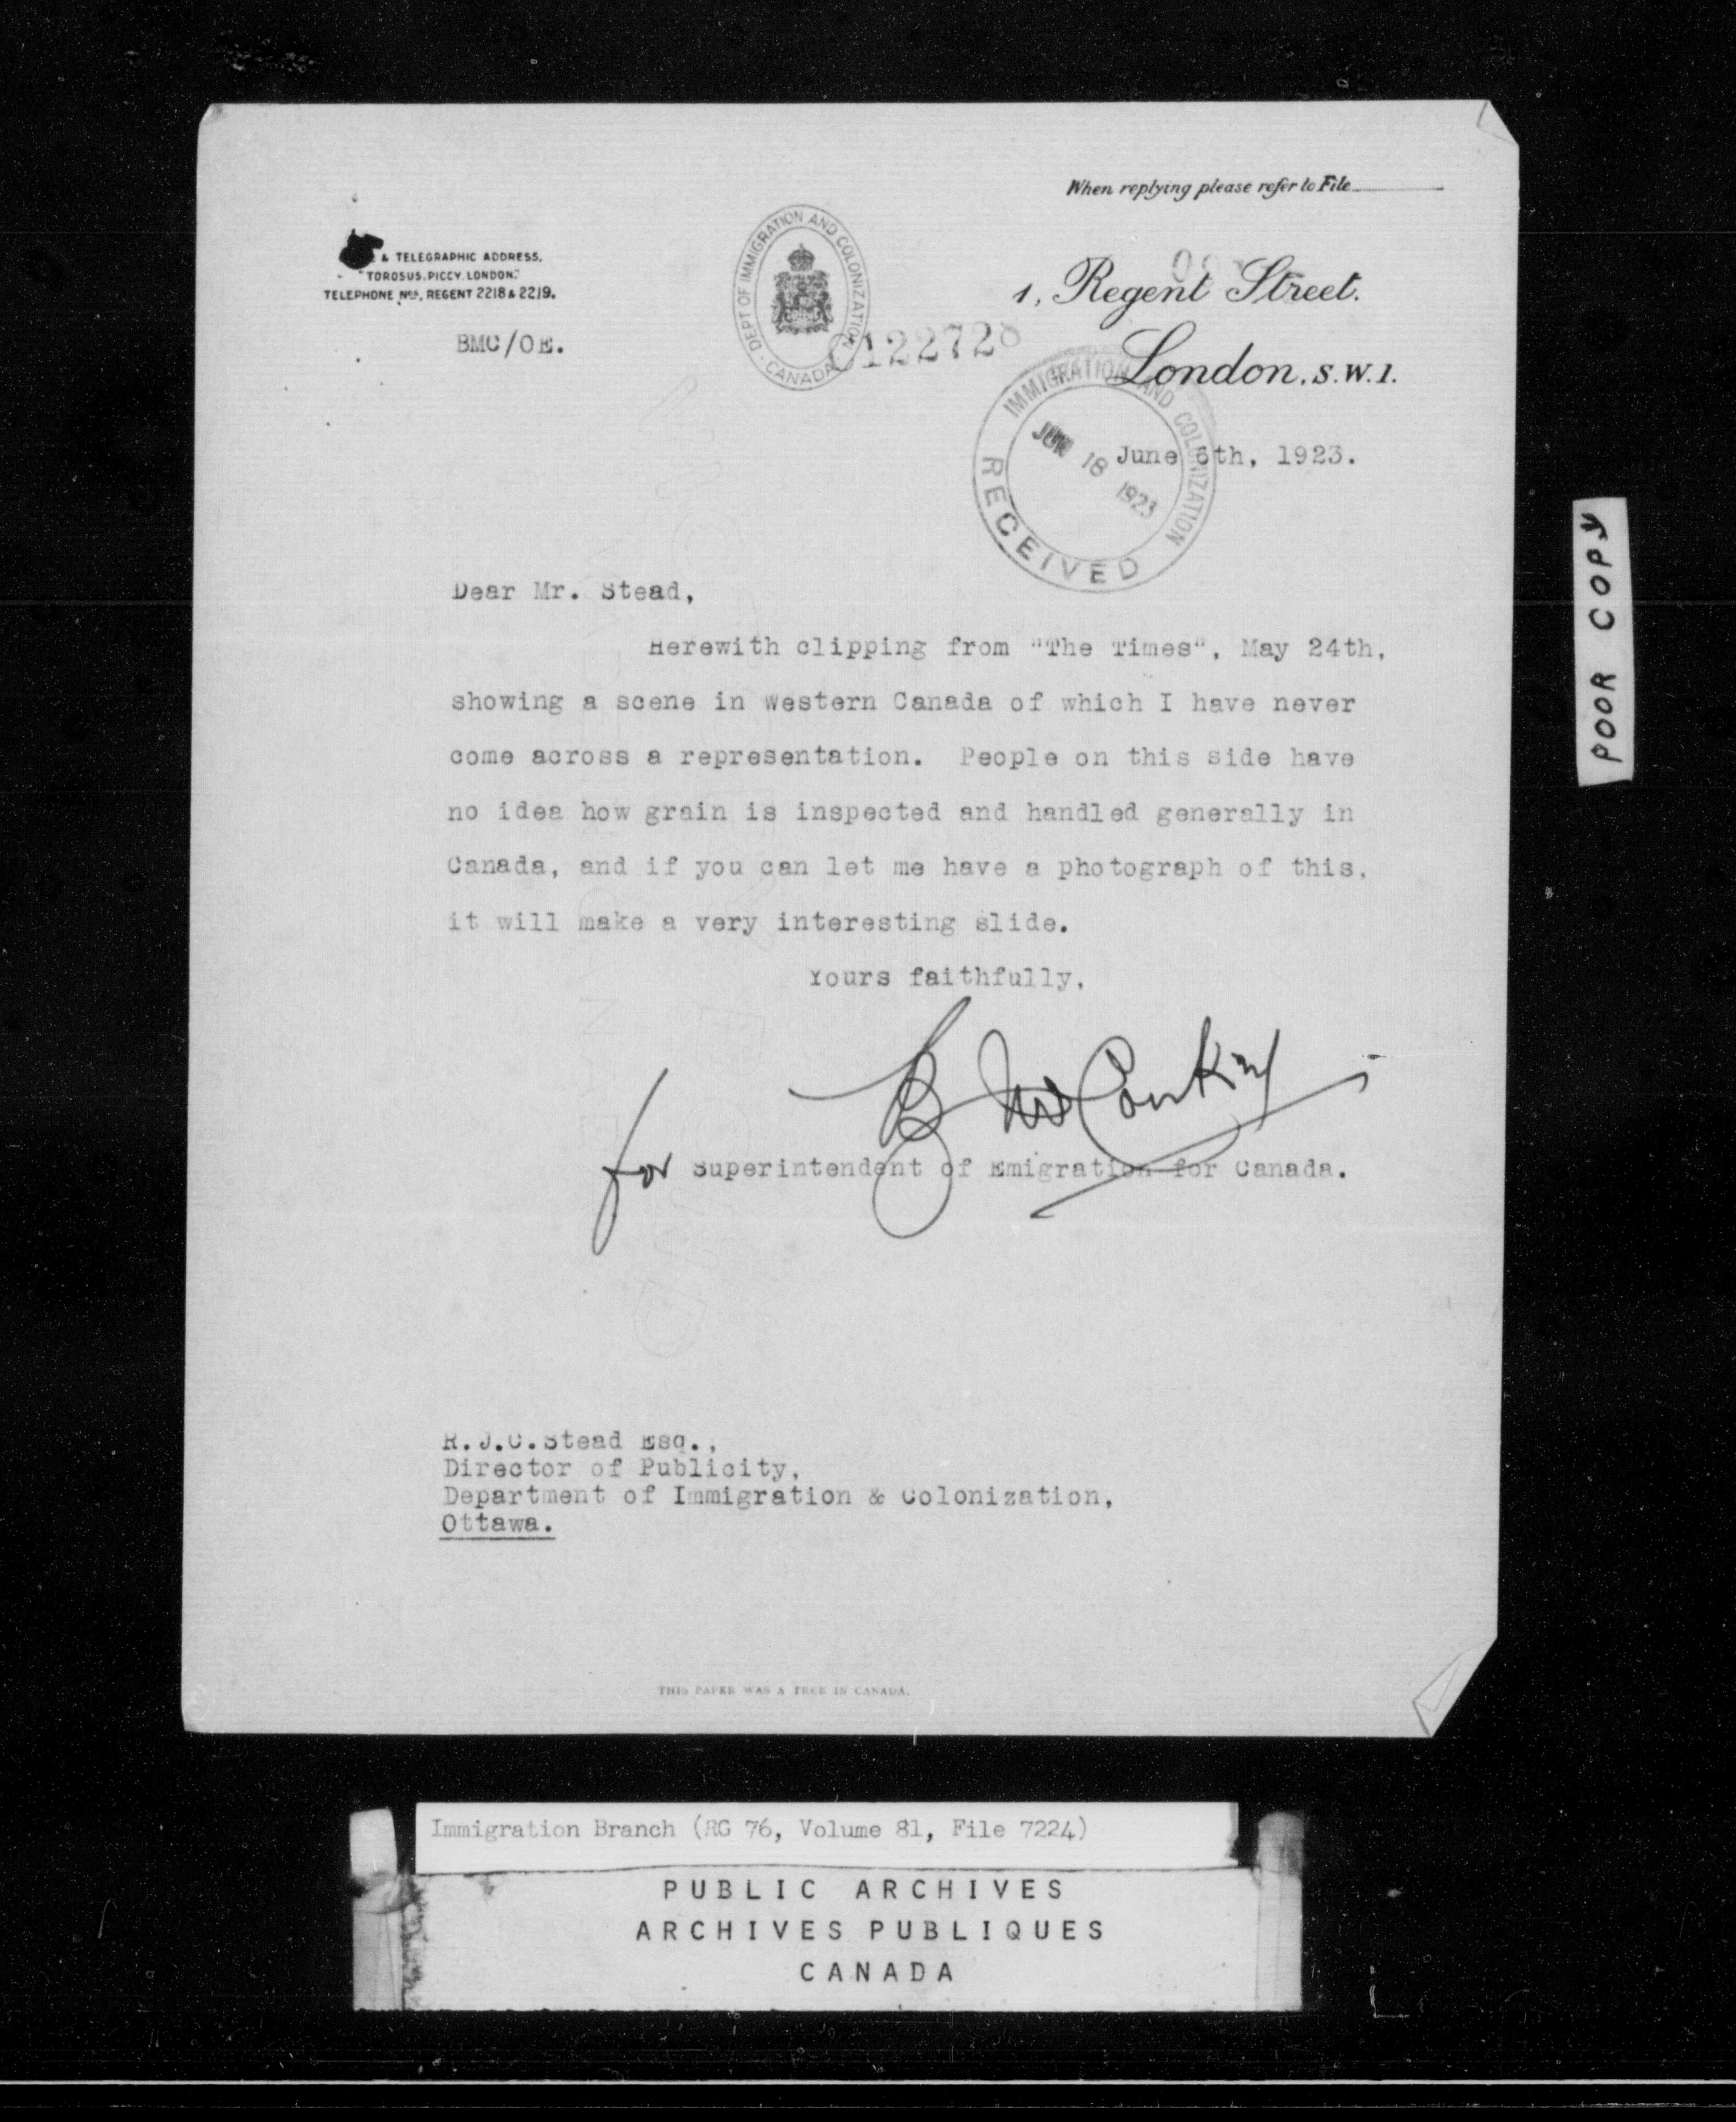 When replying please refer to File
& TELEGRAPHIC ADDRESS,
"TOROSUS. PICCY. LONDON."
TELEPHONE Nos, REGENT 2218 & 2219.
BMC/OE.
DEPT OF IMMIGRATION AND COLONIZATION · CANADA ·
1, Regent Street.
London, S.W.1.
IMMIGRATION AND COLONIZATION
JUN 18 1923
RECEIVED
June 6th, 1923.
Dear Mr. Stead,
Herewith clipping from "The Times", May 24th,
showing a scene in Western Canada of which I have never
come across a representation. People on this side have
no idea how grain is inspected and handled generally in
Canada, and if you can let me have a photograph of this,
it will make a very interesting slide.
Yours faithfully,
for Superintendent of Emigration for Canada.
R.J.C.Stead Esq.,
Director of Publicity,
Department of Immigration & Colonization,
Ottawa.
THIS PAPER WAS A TREE IN CANADA.
POOR COPY
Immigration Branch (RG 76, Volume 81, File 7224)
PUBLIC ARCHIVES
ARCHIVES PUBLIQUES
CANADA